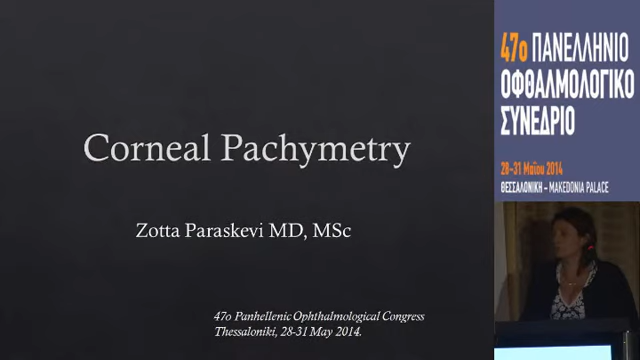 Corneal Pachymetry
Zotta Paraskevi MD, MSc
47o Panhellenic Ophthalmological Congress
Thessaloniki, 28-31 May 2014.
47ο ΠΑΝΕΛΛΗΝΙΟ
ΟΦΘΑΛΜΟΛΟΓΙΚΟ
ΣΥΝΕΔΡΙΟ
28-31 Μαΐου 2014
ΘΕΣΣΑΛΟΝΙΚΗ - MAKEDONIA PALACE